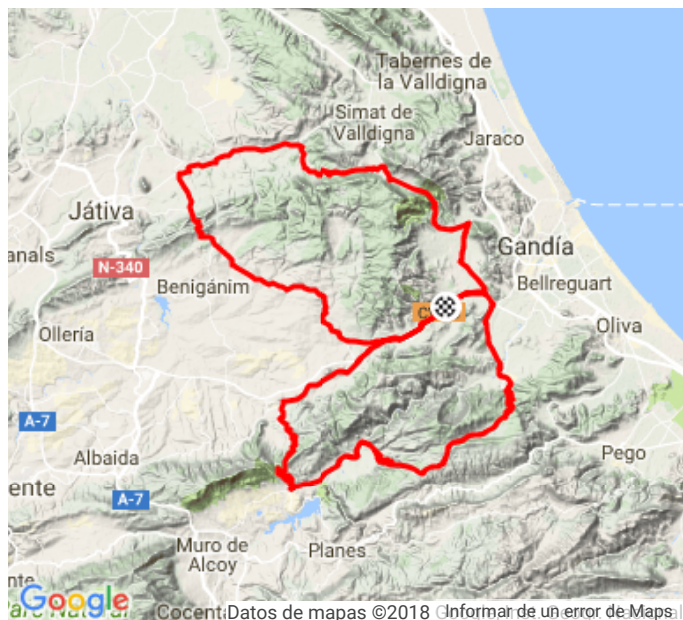 Tabernes de
la Valldigna
Simat de
Valldigna
Jaraco
Játiva
Gandía
anals
N-340
Benigánim
Bellreguart
Ollería
Oliva
A-7
Albaida
Pego
ente
A-7
Muro de
Alcoy
Planes
Google
Cocent
Datos de mapas ©2018
Informar de un error de Maps